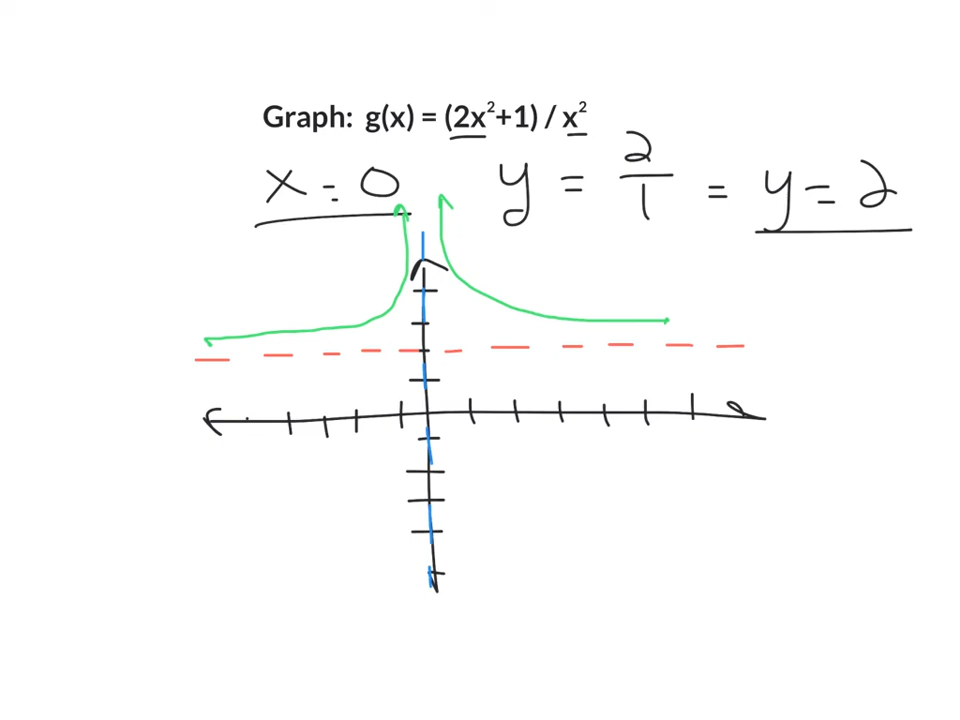 Graph: g(x) = (2x²+1) / x²
x = 0 y = 2/1 = y = 2